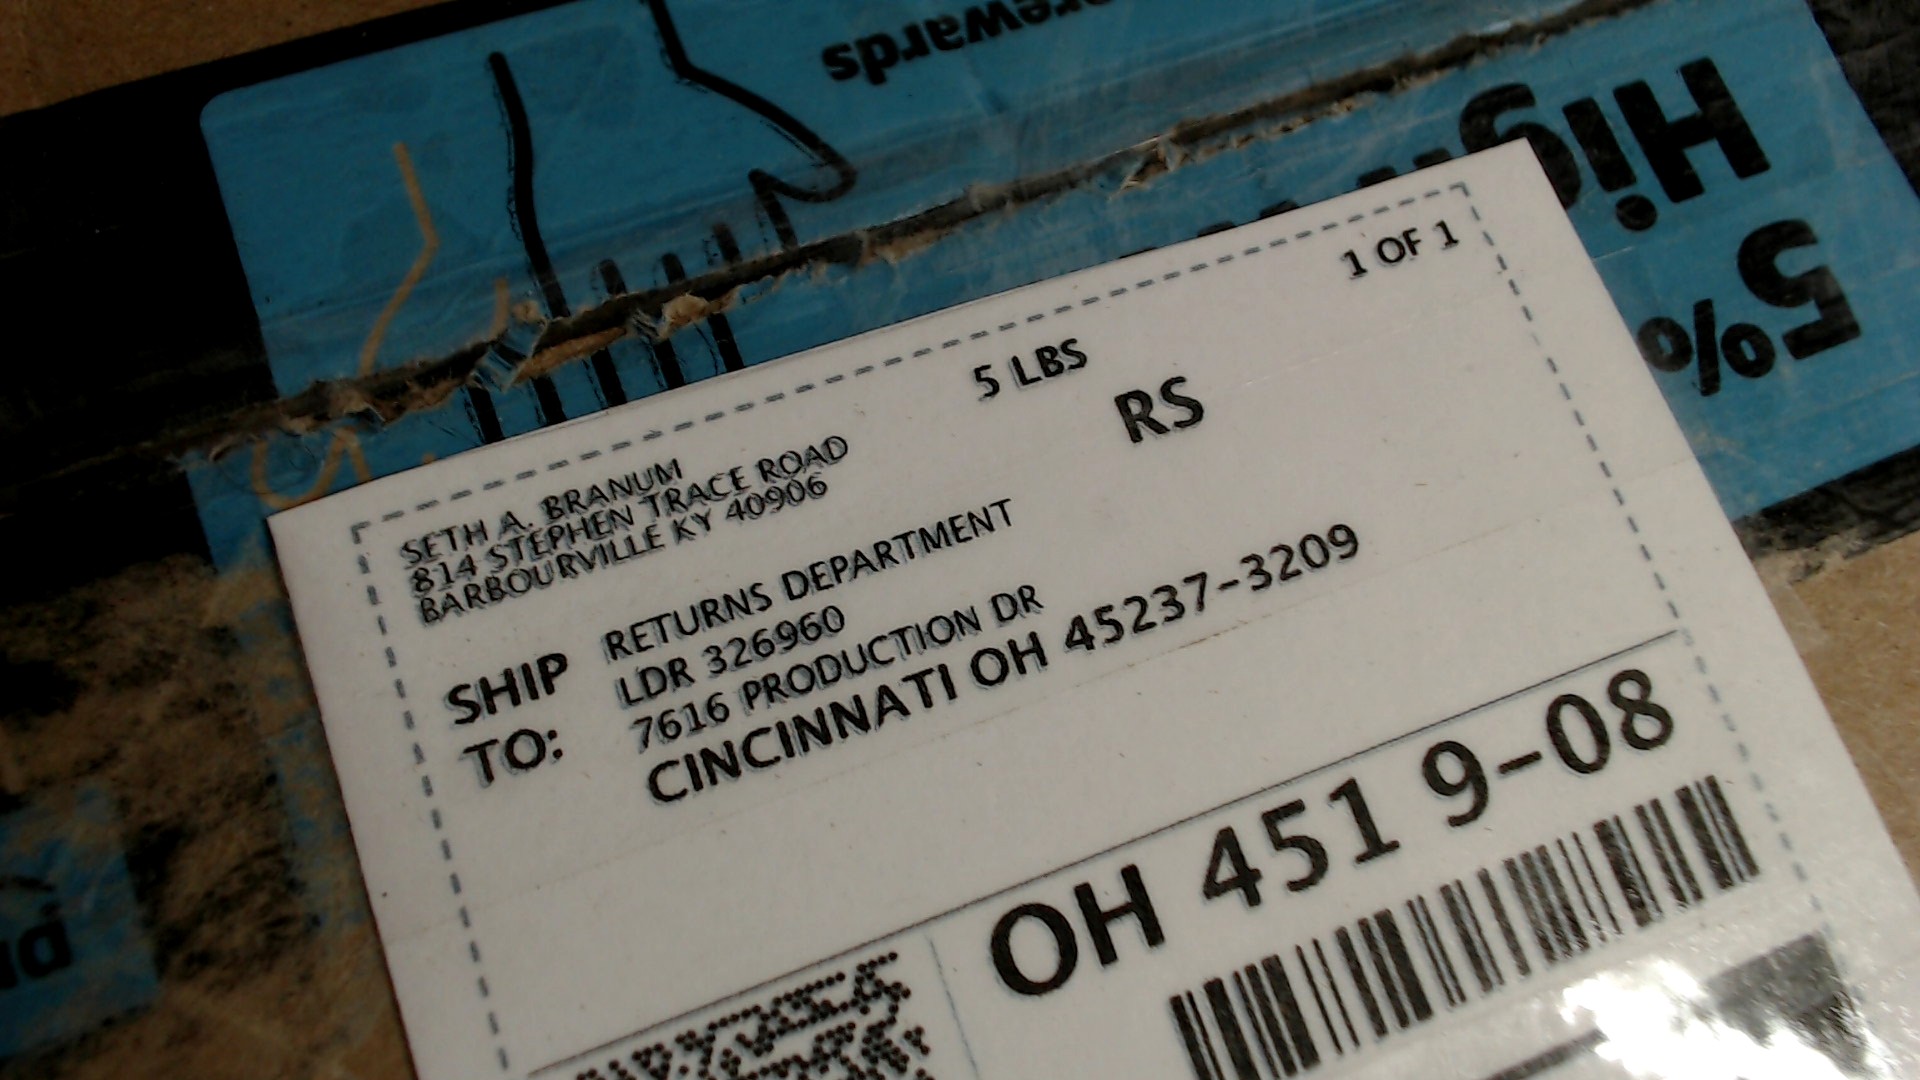 rewards
High
5%
1 OF 1
5 LBS
RS
SETH A. BRANUM
814 STEPHEN TRACE ROAD
BARBOURVILLE KY 40906
SHIP
TO:
RETURNS DEPARTMENT
LDR 326960
7616 PRODUCTION DR
CINCINNATI OH 45237-3209
OH 451 9-08